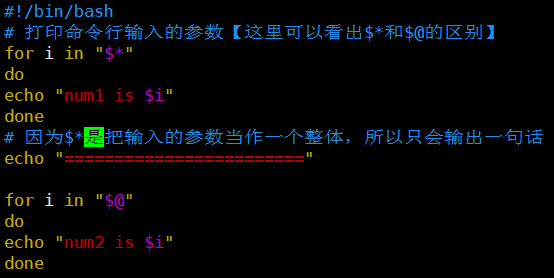 #!/bin/bash
# 打印命令行输入的参数【这里可以看出$*和$@的区别】
for i in "$*"
do
echo "num1 is $i"
done
# 因为$*是把输入的参数当作一个整体，所以只会输出一句话
echo "========================"
for i in "$@"
do
echo "num2 is $i"
done